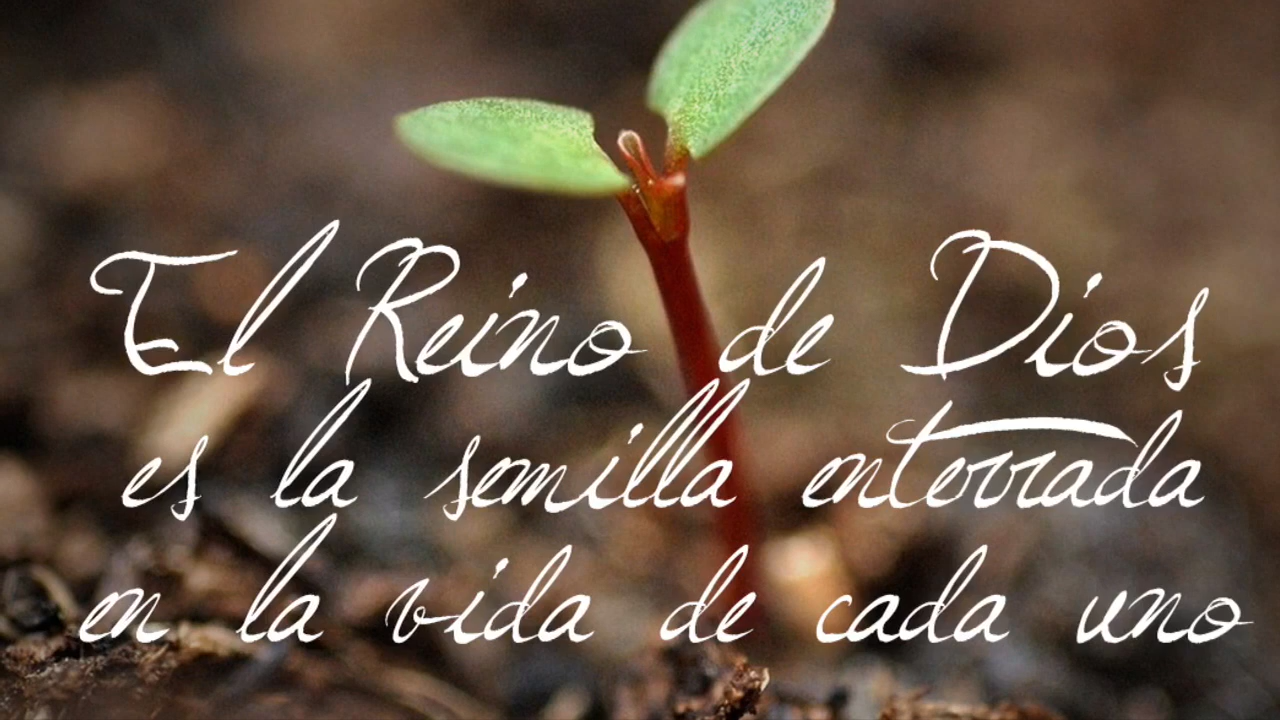 El Reino de Dios
es la semilla enterrada
en la vida de cada uno